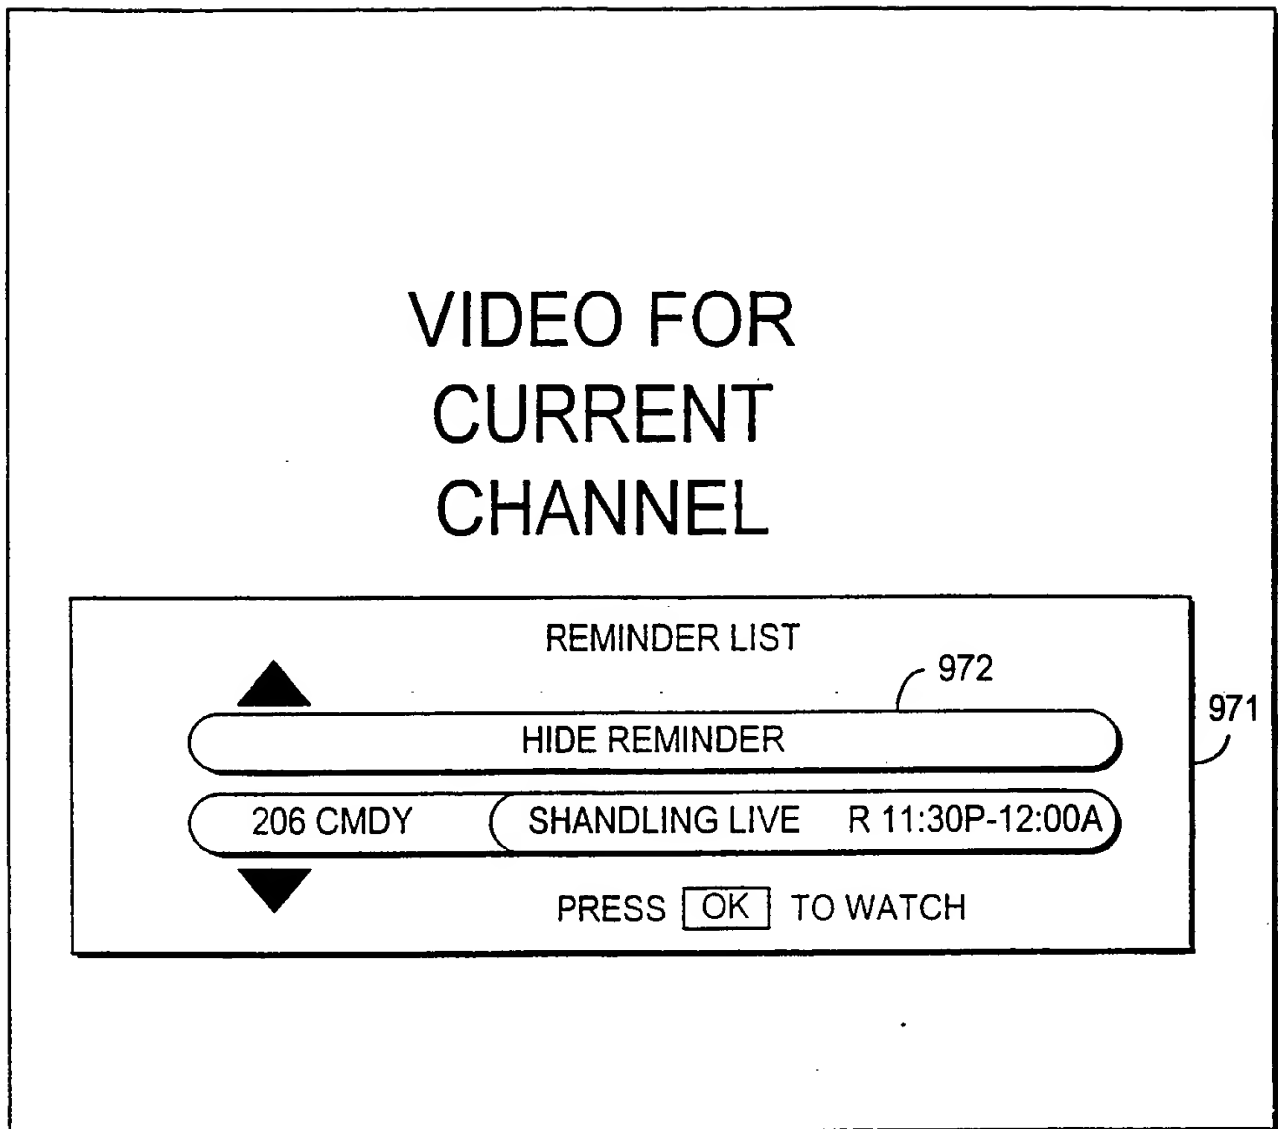 VIDEO FOR
CURRENT
CHANNEL
REMINDER LIST
972
971
HIDE REMINDER
206 CMDY SHANDLING LIVE R 11:30P-12:00A
PRESS OK TO WATCH